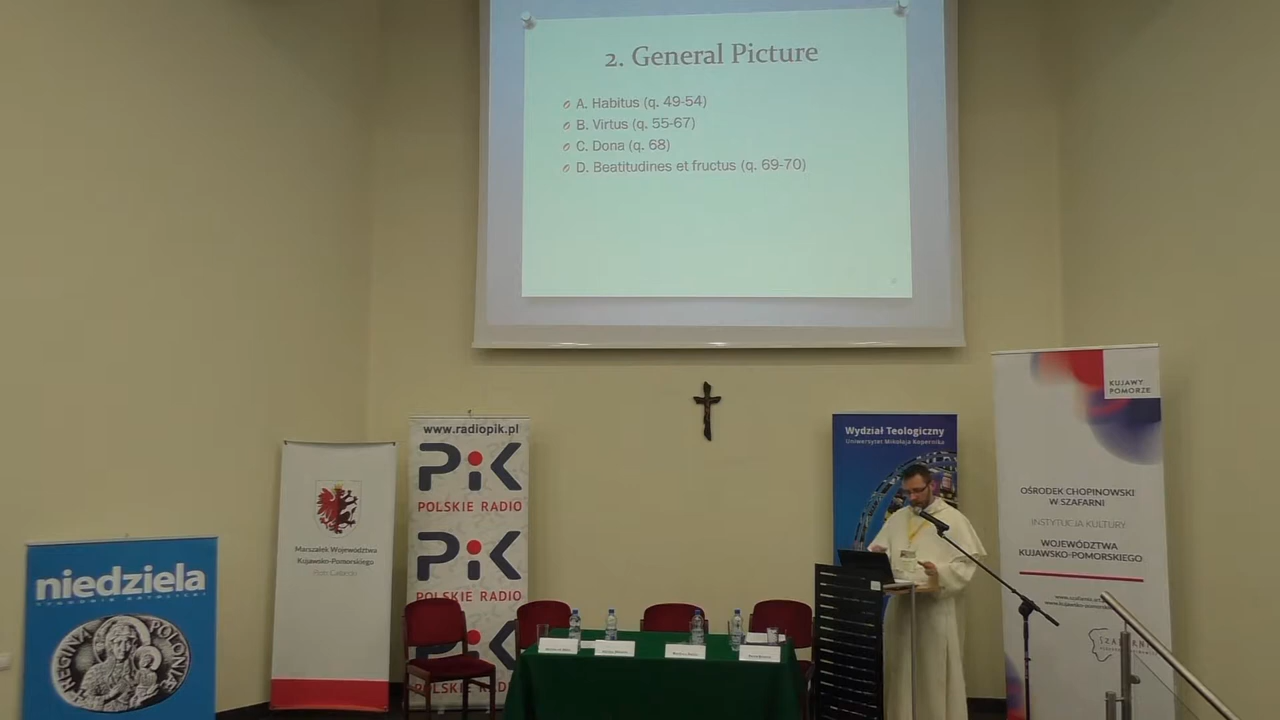 2. General Picture
A. Habitus (q. 49-54)
B. Virtus (q. 55-67)
C. Dona (q. 68)
D. Beatitudines et fructus (q. 69-70)
niedziela
REGINA POLONIÆ
Marszałek Województwa
Kujawsko-Pomorskiego
www.radiopik.pl
PiK
POLSKIE RADIO
PiK
POLSKIE RADIO
POLSKIE RADIO
Wydział Teologiczny
Uniwersytet Mikołaja Kopernika
KUJAWY
POMORZE
OŚRODEK CHOPINOWSKI
W SZAFARNI
INSTYTUCJA KULTURY
WOJEWÓDZTWA
KUJAWSKO-POMORSKIEGO
SZAFARNIA